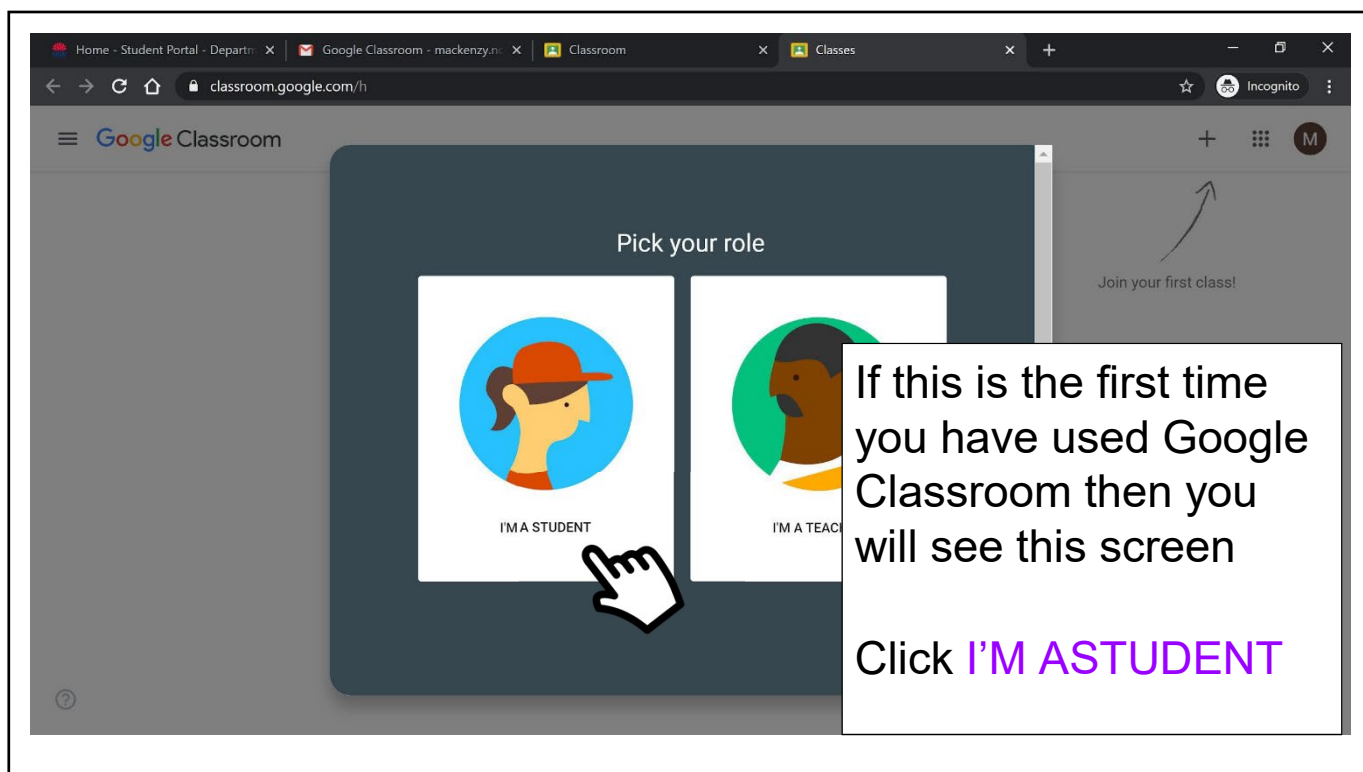 Home - Student Portal - Departm
Google Classroom - mackenzy.no
Classroom
Classes
classroom.google.com/h
Incognito
Google Classroom
M
Pick your role
Join your first class!
I'M A STUDENT
I'M A TEACH
If this is the first time
you have used Google
Classroom then you
will see this screen
Click I’M ASTUDENT